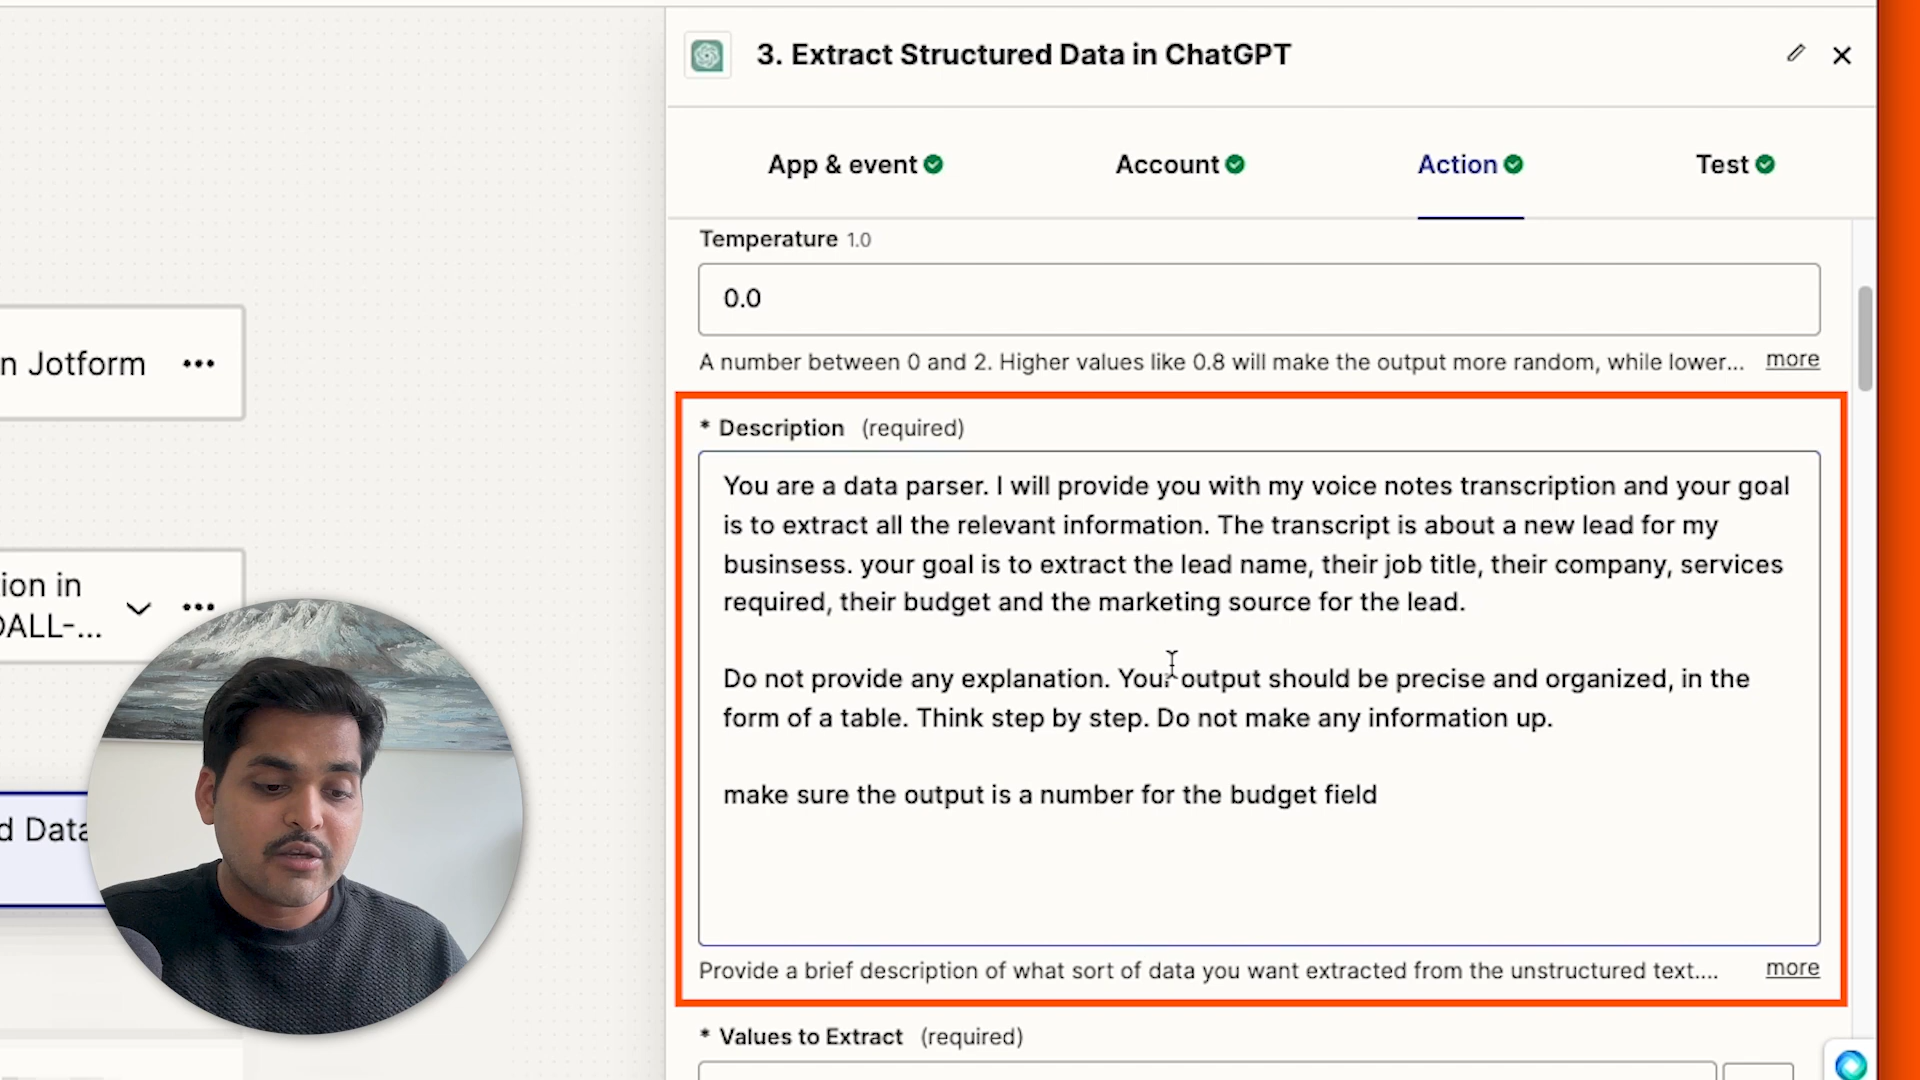 3. Extract Structured Data in ChatGPT
App & event
Account
Action
Test
Temperature 1.0
0.0
A number between 0 and 2. Higher values like 0.8 will make the output more random, while lower... more
* Description (required)
You are a data parser. I will provide you with my voice notes transcription and your goal
is to extract all the relevant information. The transcript is about a new lead for my
businsess. your goal is to extract the lead name, their job title, their company, services
required, their budget and the marketing source for the lead.
Do not provide any explanation. Your output should be precise and organized, in the
form of a table. Think step by step. Do not make any information up.
make sure the output is a number for the budget field
Provide a brief description of what sort of data you want extracted from the unstructured text.... more
* Values to Extract (required)
n Jotform
ion in
DALL-...
d Data